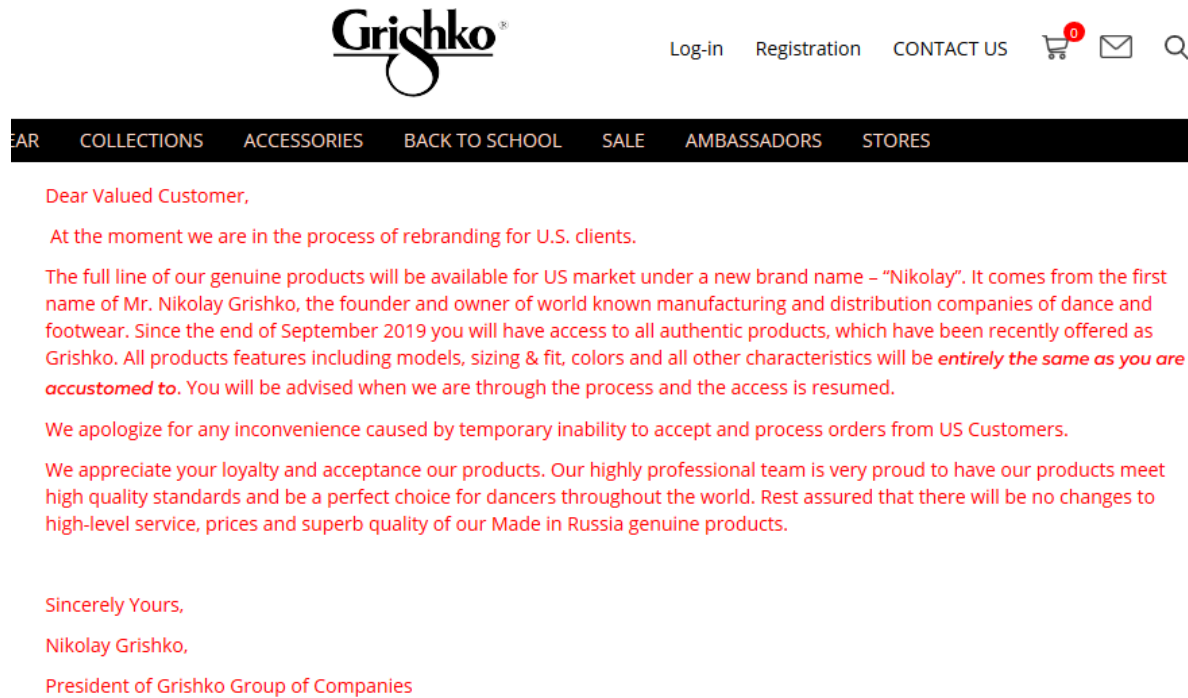 Grishko®
Log-in Registration CONTACT US 0
EAR COLLECTIONS ACCESSORIES BACK TO SCHOOL SALE AMBASSADORS STORES
Dear Valued Customer,
At the moment we are in the process of rebranding for U.S. clients.
The full line of our genuine products will be available for US market under a new brand name – “Nikolay”. It comes from the first
name of Mr. Nikolay Grishko, the founder and owner of world known manufacturing and distribution companies of dance and
footwear. Since the end of September 2019 you will have access to all authentic products, which have been recently offered as
Grishko. All products features including models, sizing & fit, colors and all other characteristics will be entirely the same as you are
accustomed to. You will be advised when we are through the process and the access is resumed.
We apologize for any inconvenience caused by temporary inability to accept and process orders from US Customers.
We appreciate your loyalty and acceptance our products. Our highly professional team is very proud to have our products meet
high quality standards and be a perfect choice for dancers throughout the world. Rest assured that there will be no changes to
high-level service, prices and superb quality of our Made in Russia genuine products.
Sincerely Yours,
Nikolay Grishko,
President of Grishko Group of Companies